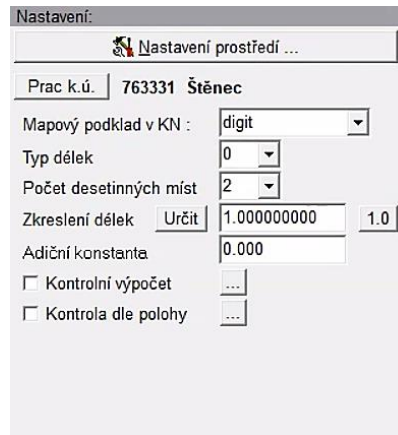 Nastavení:
Nastavení prostředí ...
Prac k.ú. 763331 Štěnec
Mapový podklad v KN : digit
Typ délek 0
Počet desetinných míst 2
Zkreslení délek Určit 1.000000000 1.0
Adiční konstanta 0.000
Kontrolní výpočet ...
Kontrola dle polohy ...